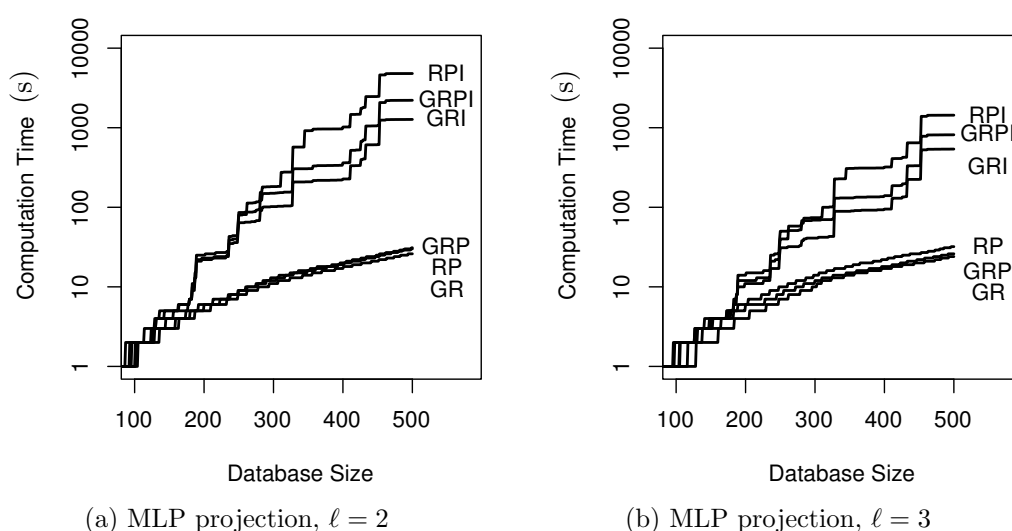 Computation Time (s)
10000
1000
100
10
1
RPI
GRPI
GRI
GRP
RP
GR
100 200 300 400 500
Database Size
(a) MLP projection, ℓ = 2
Computation Time (s)
10000
1000
100
10
1
RPI
GRPI
GRI
RP
GRP
GR
100 200 300 400 500
Database Size
(b) MLP projection, ℓ = 3